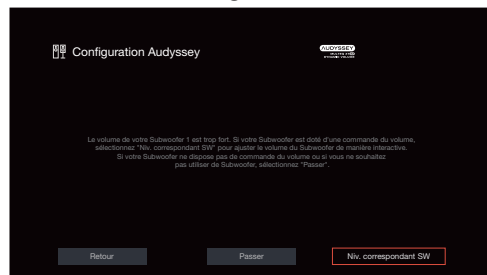 Configuration Audyssey
AUDYSSEY
DYNAMIC VOLUME
Le volume de votre Subwoofer 1 est trop fort. Si votre Subwoofer est doté d'une commande du volume,
sélectionnez "Niv. correspondant SW" pour ajuster le volume du Subwoofer de manière interactive.
Si votre Subwoofer ne dispose pas de commande du volume ou si vous ne souhaitez
pas utiliser de Subwoofer, sélectionnez "Passer".
Retour
Passer
Niv. correspondant SW